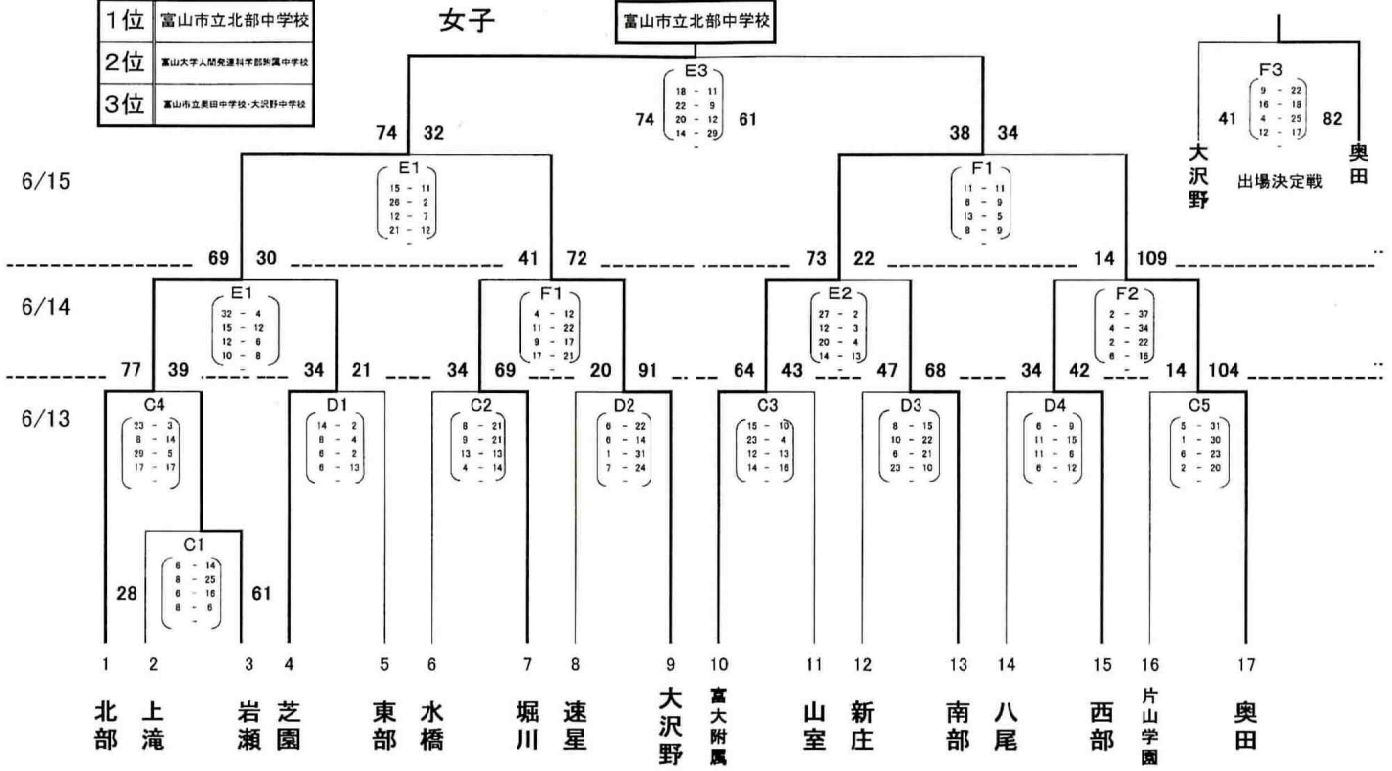 1位 富山市立北部中学校
2位 富山大学人間発達科学部附属中学校
3位 富山市立奥田中学校・大沢野中学校
女子
富山市立北部中学校
E3
18 - 11
22 - 9
20 - 12
14 - 29
74 61
F3
9 - 22
16 - 18
4 - 25
12 - 17
41 82
大沢野
奥田
出場決定戦
6/15
74 32
38 34
E1
15 - 11
26 - 2
12 - 7
21 - 12
-
F1
11 - 11
6 - 9
13 - 5
8 - 9
-
69 30
41 72
73 22
14 109
6/14
E1
32 - 4
15 - 12
12 - 6
10 - 8
-
F1
4 - 12
11 - 22
9 - 17
17 - 21
-
E2
27 - 2
12 - 3
20 - 4
14 - 13
-
F2
2 - 37
4 - 34
2 - 22
6 - 16
-
77 39
34 21
34 69
20 91
64 43
47 68
34 42
14 104
6/13
C4
23 - 3
8 - 14
29 - 5
17 - 17
-
D1
14 - 2
8 - 4
6 - 2
6 - 13
-
C2
8 - 21
9 - 21
13 - 13
4 - 14
-
D2
6 - 22
6 - 14
1 - 31
7 - 24
-
C3
15 - 10
23 - 4
12 - 13
14 - 16
-
D3
8 - 15
10 - 22
6 - 21
23 - 10
-
D4
6 - 9
11 - 15
11 - 6
6 - 12
-
C5
5 - 31
1 - 30
6 - 23
2 - 20
-
C1
6 - 14
8 - 25
6 - 16
8 - 6
-
28 61
1 2 3 4 5 6 7 8 9 10 11 12 13 14 15 16 17
北部
上滝
岩瀬
芝園
東部
水橋
堀川
速星
大沢野
富大附属
山室
新庄
南部
八尾
西部
片山学園
奥田